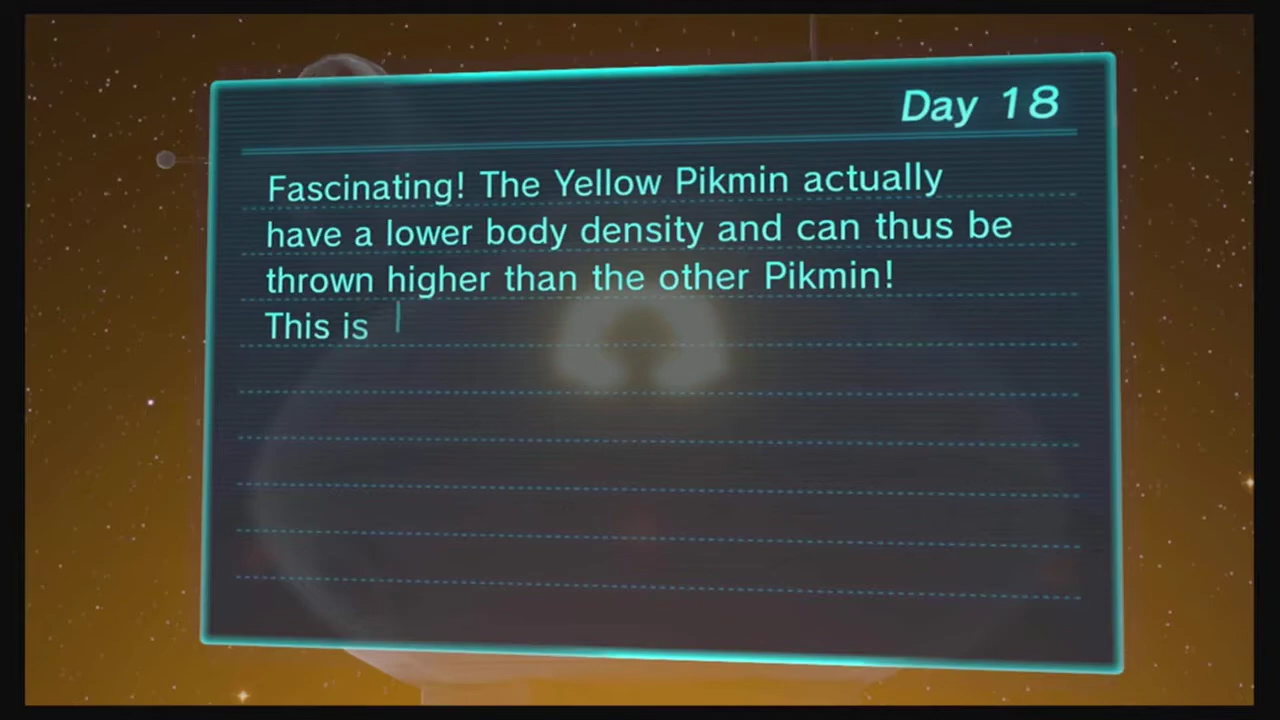 Day 18
Fascinating! The Yellow Pikmin actually
have a lower body density and can thus be
thrown higher than the other Pikmin!
This is